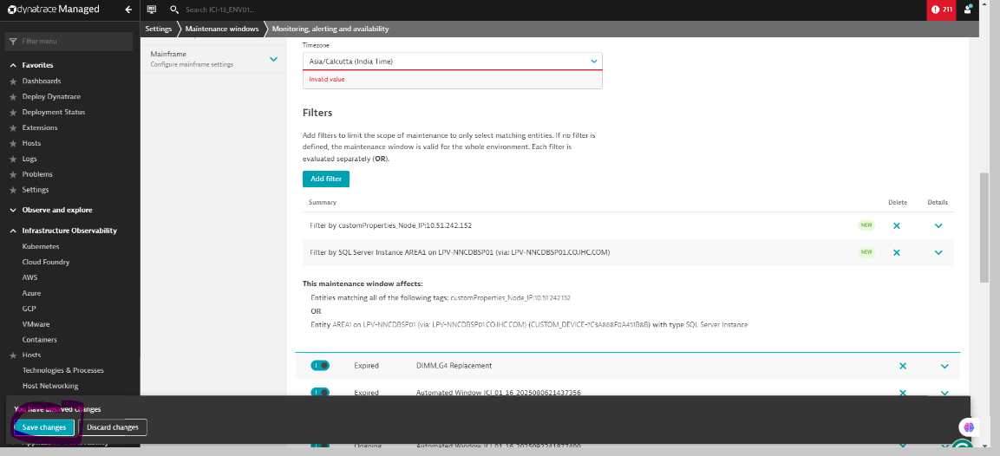 dynatrace Managed
Search ICI-13_ENV01...
211
Settings
Maintenance windows
Monitoring, alerting and availability
Filter menu...
Favorites
Dashboards
Deploy Dynatrace
Deployment Status
Extensions
Hosts
Logs
Problems
Settings
Observe and explore
Infrastructure Observability
Kubernetes
Cloud Foundry
AWS
Azure
GCP
VMware
Containers
Hosts
Technologies & Processes
Host Networking
Mainframe
Configure mainframe settings
Timezone
Asia/Calcutta (India Time)
Invalid value
Filters
Add filters to limit the scope of maintenance to only select matching entities. If no filter is
defined, the maintenance window is valid for the whole environment. Each filter is
evaluated separately (OR).
Add filter
Summary Delete Details
Filter by customProperties_Node_IP:10.51.242.152 NEW
Filter by SQL Server Instance AREA1 on LPV-NNCDBSP01 (via: LPV-NNCDBSP01.CO.IHC.COM) NEW
This maintenance window affects:
Entities matching all of the following tags: customProperties_Node_IP:10.51.242.152
OR
Entity AREA1 on LPV-NNCDBSP01 (via: LPV-NNCDBSP01.CO.IHC.COM) (CUSTOM_DEVICE-7C3A868F0A451B8B) with type SQL Server Instance
Expired DIMM_G4 Replacement
Expired Automated Window ICI_01_16_2025080621437356
Ongoing Automated Window ICI_01_16_2025092241877400
You have unsaved changes
Save changes
Discard changes